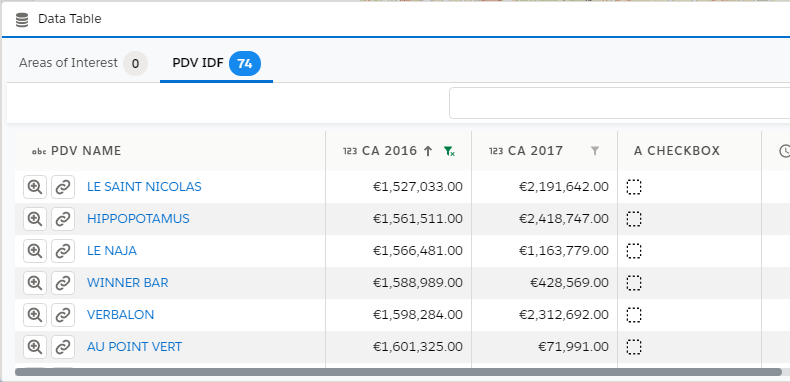 Data Table
Areas of Interest 0 PDV IDF 74
abc PDV NAME 123 CA 2016 123 CA 2017 A CHECKBOX
LE SAINT NICOLAS €1,527,033.00 €2,191,642.00
HIPPOPOTAMUS €1,561,511.00 €2,418,747.00
LE NAJA €1,566,481.00 €1,163,779.00
WINNER BAR €1,588,989.00 €428,569.00
VERBALON €1,598,284.00 €2,312,692.00
AU POINT VERT €1,601,325.00 €71,991.00